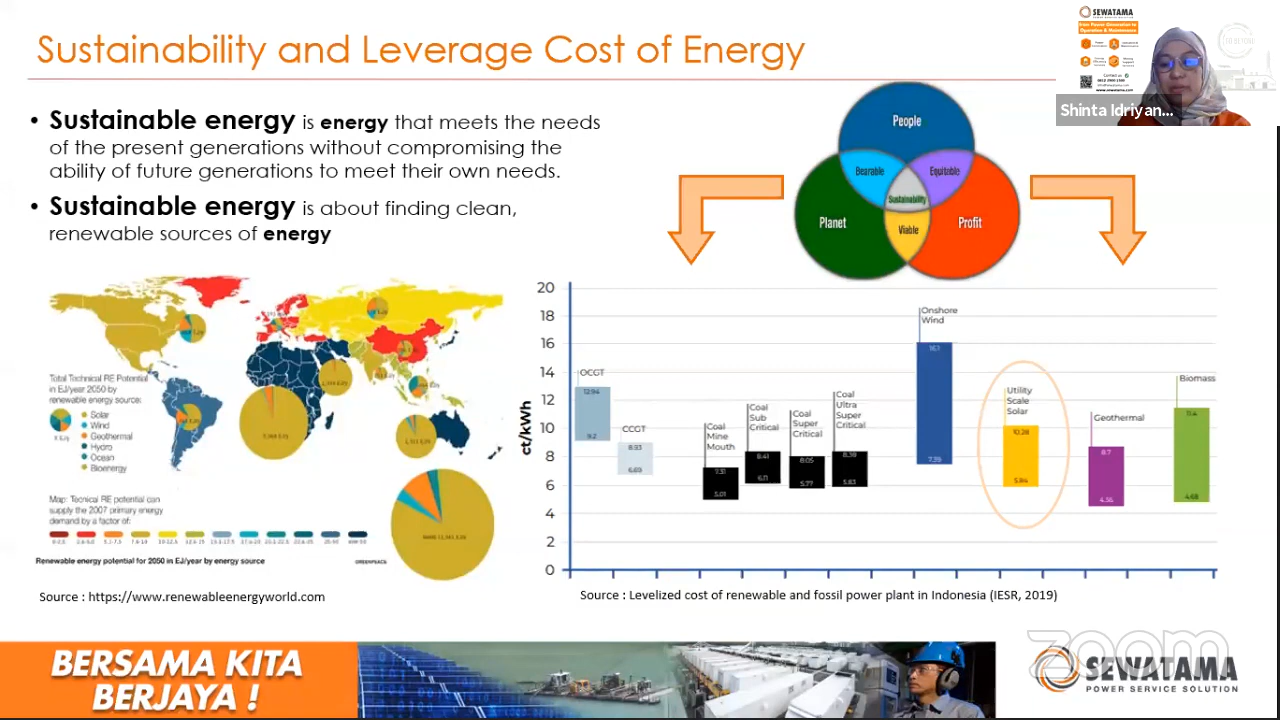 Sustainability and Leverage Cost of Energy
• Sustainable energy is energy that meets the needs
of the present generations without compromising the
ability of future generations to meet their own needs.
• Sustainable energy is about finding clean,
renewable sources of energy
People
Bearable
Equitable
Sustainability
Planet
Viable
Profit
SEWATAMA
POWER SERVICE SOLUTION
Operation & Maintenance
Shinta Idriyan...
Total Technical RE Potential
in EJ/year 2050 by
renewable energy source:
Solar
Wind
Geothermal
Hydro
Ocean
Bioenergy
Map: Technical RE potential can
supply the 2007 primary energy
demand by a factor of:
Renewable energy potential for 2050 in EJ/year by energy source
GREENPEACE
Source : https://www.renewableenergyworld.com
ct/kWh
20
18
16
14
12
10
8
6
4
2
0
OCGT
12.94
9.2
CCGT
8.93
6.69
Coal
Mine
Mouth
7.31
5.01
Coal
Sub
Critical
8.41
6.11
Coal
Super
Critical
8.05
5.77
Coal
Ultra
Super
Critical
8.39
5.83
Onshore
Wind
16.1
7.39
Utility
Scale
Solar
10.28
5.84
Geothermal
8.7
4.56
Biomass
11.4
4.68
Source : Levelized cost of renewable and fossil power plant in Indonesia (IESR, 2019)
BERSAMA KITA
BERJAYA !
zoom
SEWATAMA
POWER SERVICE SOLUTION